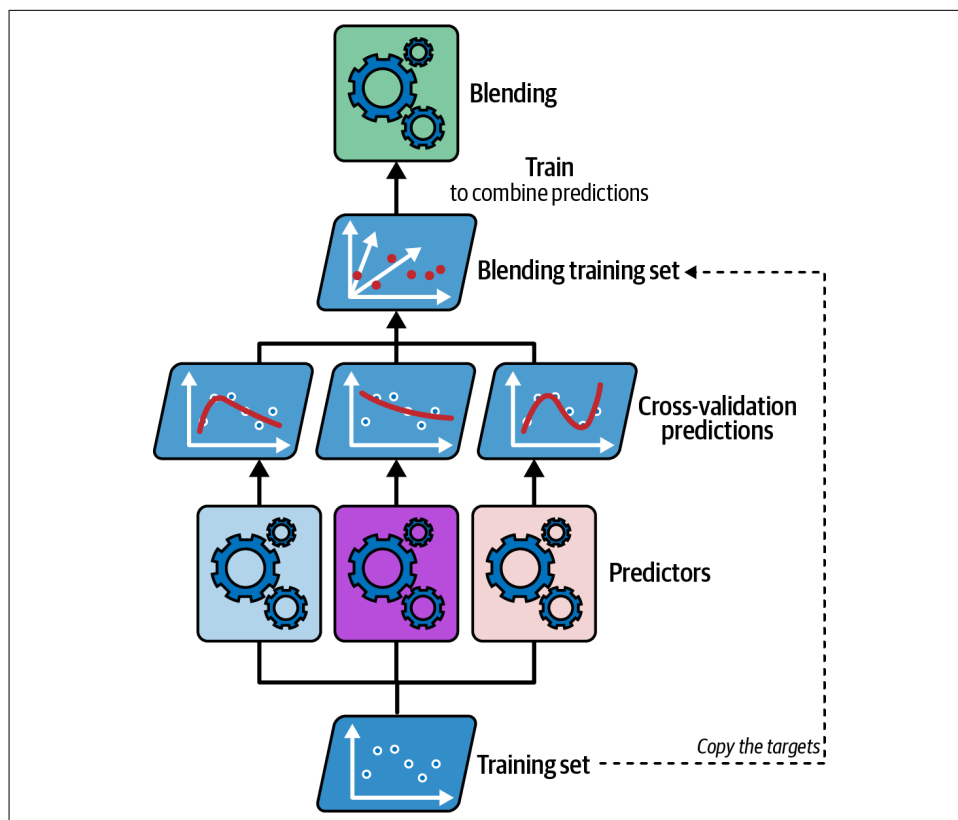 Blending
Train
to combine predictions
Blending training set
Cross-validation
predictions
Predictors
Copy the targets
Training set